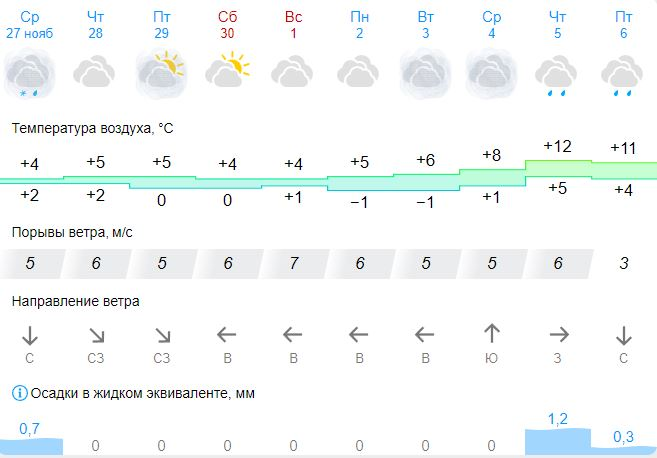 Ср Чт Пт Сб Вс Пн Вт Ср Чт Пт
27 нояб 28 29 30 1 2 3 4 5 6
Температура воздуха, °C
+4 +5 +5 +4 +4 +5 +6 +8 +12 +11
+2 +2 0 0 +1 −1 −1 +1 +5 +4
Порывы ветра, м/с
5 6 5 6 7 6 5 5 6 3
Направление ветра
С СЗ СЗ В В В В Ю З С
Осадки в жидком эквиваленте, мм
0,7 0 0 0 0 0 0 0 1,2 0,3